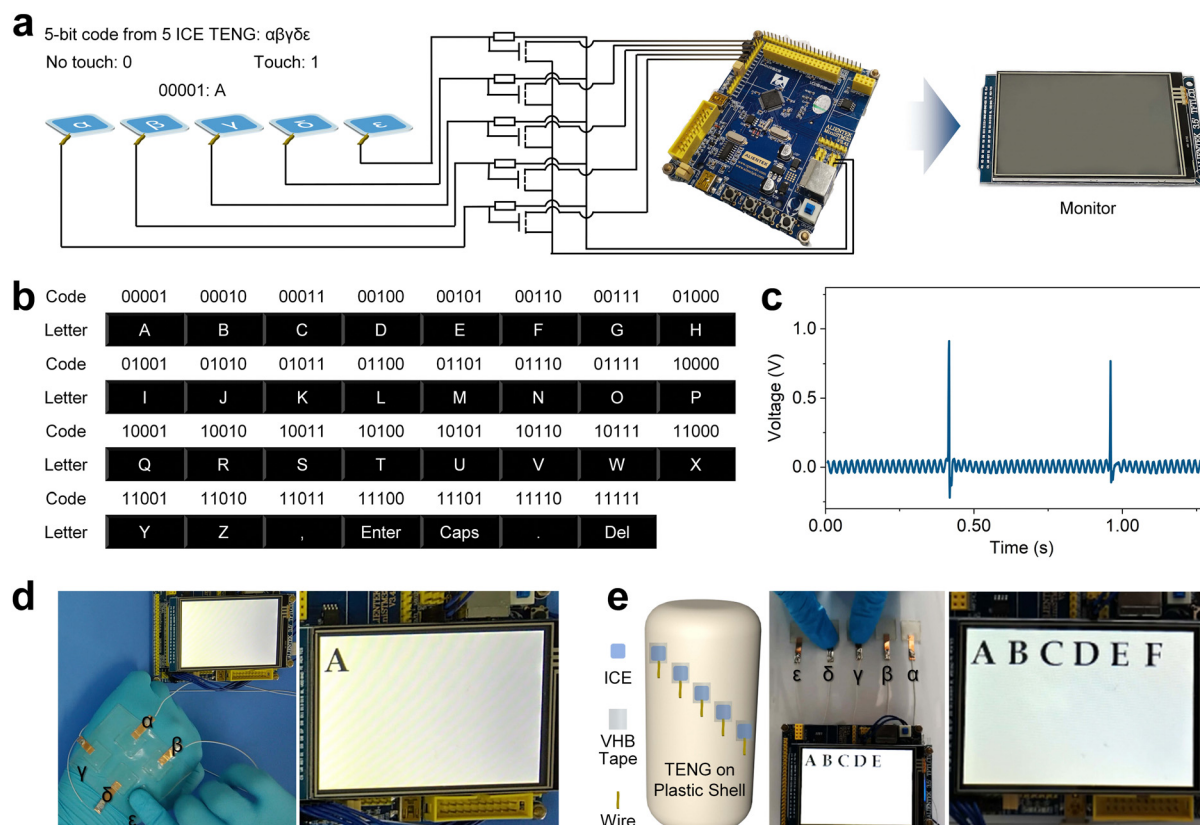 a
5-bit code from 5 ICE TENG: αβγδε
No touch: 0 Touch: 1
00001: A
α β γ δ ε
ALIENTEK
Monitor
b
Code 00001 00010 00011 00100 00101 00110 00111 01000
Letter A B C D E F G H
Code 01001 01010 01011 01100 01101 01110 01111 10000
Letter I J K L M N O P
Code 10001 10010 10011 10100 10101 10110 10111 11000
Letter Q R S T U V W X
Code 11001 11010 11011 11100 11101 11110 11111
Letter Y Z , Enter Caps . Del
c
Voltage (V)
1.0
0.5
0.0
0.00 0.50 1.00
Time (s)
d
α
β
γ
δ
ε
A
e
ICE
VHB
Tape
Wire
TENG on
Plastic Shell
ε δ γ β α
A B C D E
A B C D E F